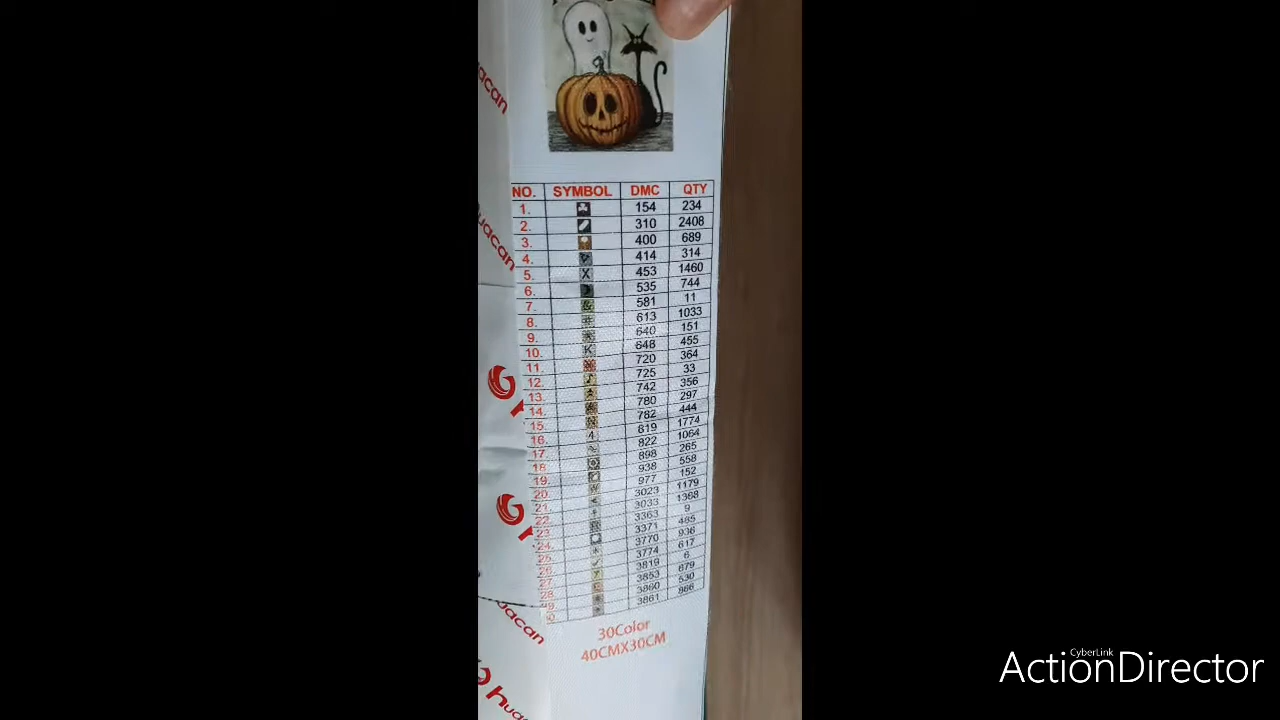 NO. SYMBOL DMC QTY
1. 154 234
2. 310 2408
3. 400 689
4. 414 314
5. X 453 1460
6. 535 744
7. & 581 11
8. # 613 1033
9. 640 151
10. K 648 455
11. 720 364
12. 725 33
13. 742 356
14. 780 297
15. 782 444
16. 4 819 1774
17. 822 1064
18. 898 265
19. 938 558
20. 977 152
21. 3023 1179
22. 3033 1368
23. 3363 9
24. 3371 465
25. 3770 936
26. 3774 617
27. 3819 6
28. 3853 679
3860 530
3861 866
30Color
40CMX30CM
huacan
uacan
uacan
huacan
CyberLink
ActionDirector